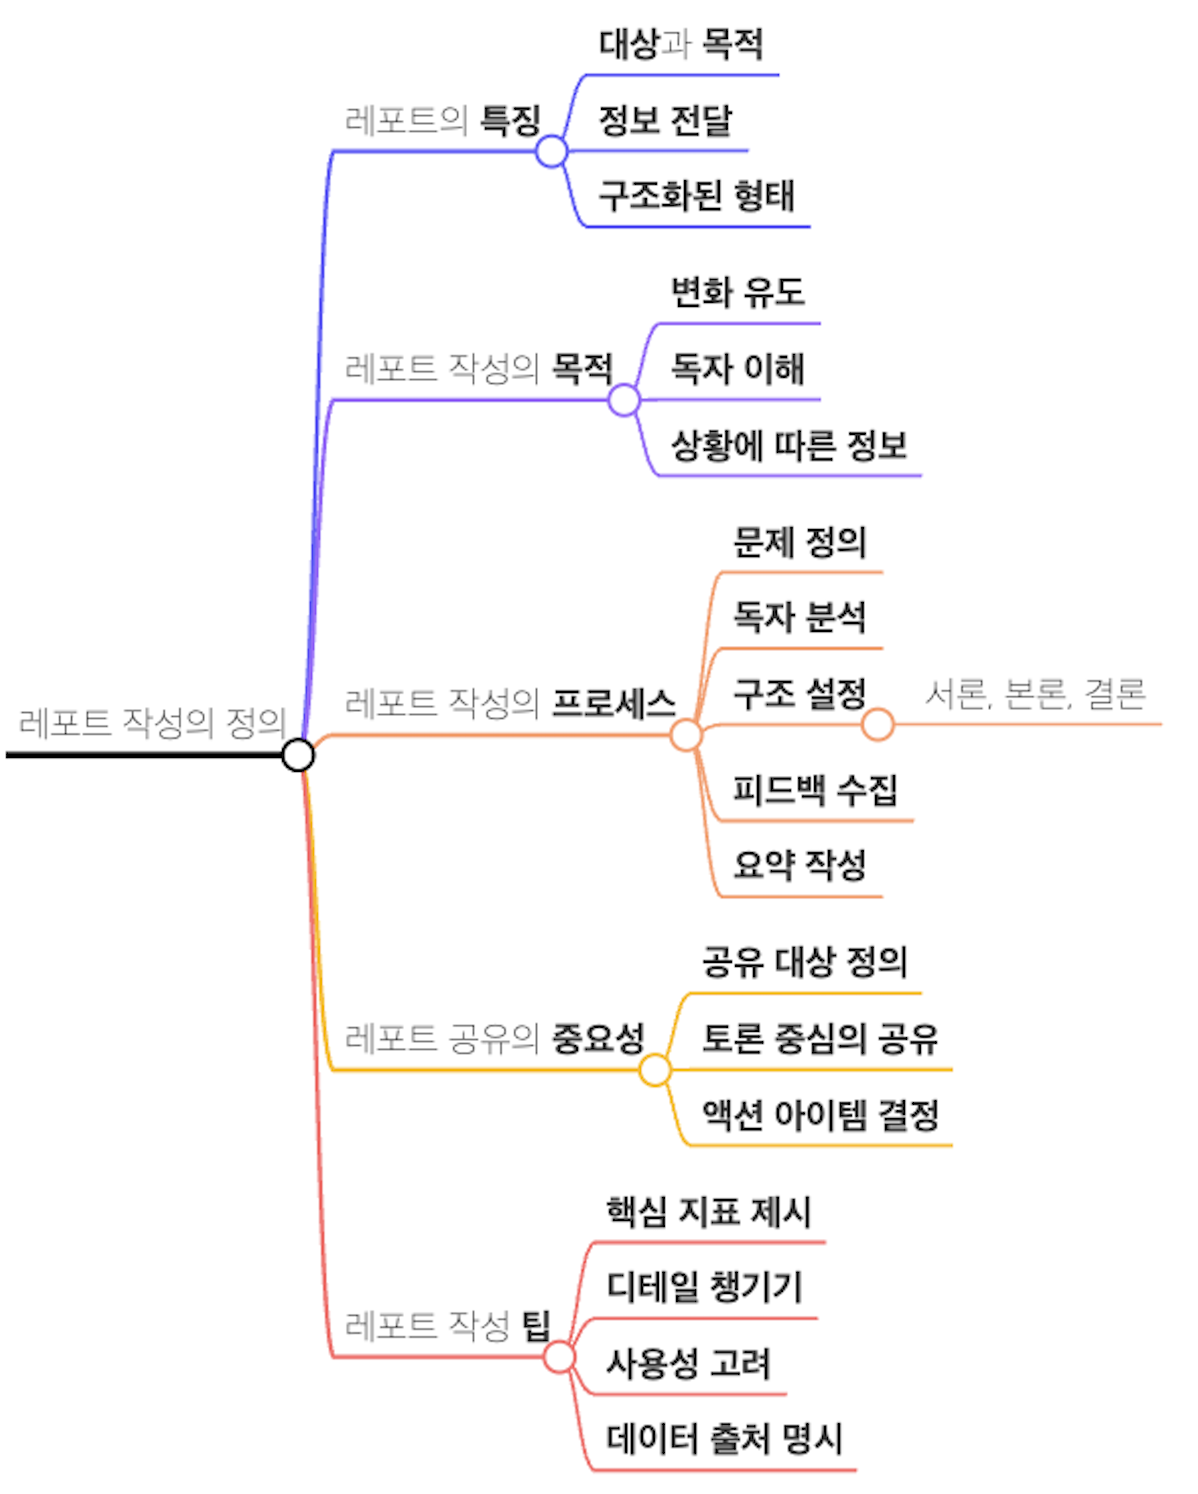 레포트 작성의 정의
레포트의 특징
대상과 목적
정보 전달
구조화된 형태
레포트 작성의 목적
변화 유도
독자 이해
상황에 따른 정보
레포트 작성의 프로세스
문제 정의
독자 분석
구조 설정
서론, 본론, 결론
피드백 수집
요약 작성
레포트 공유의 중요성
공유 대상 정의
토론 중심의 공유
액션 아이템 결정
레포트 작성 팁
핵심 지표 제시
디테일 챙기기
사용성 고려
데이터 출처 명시